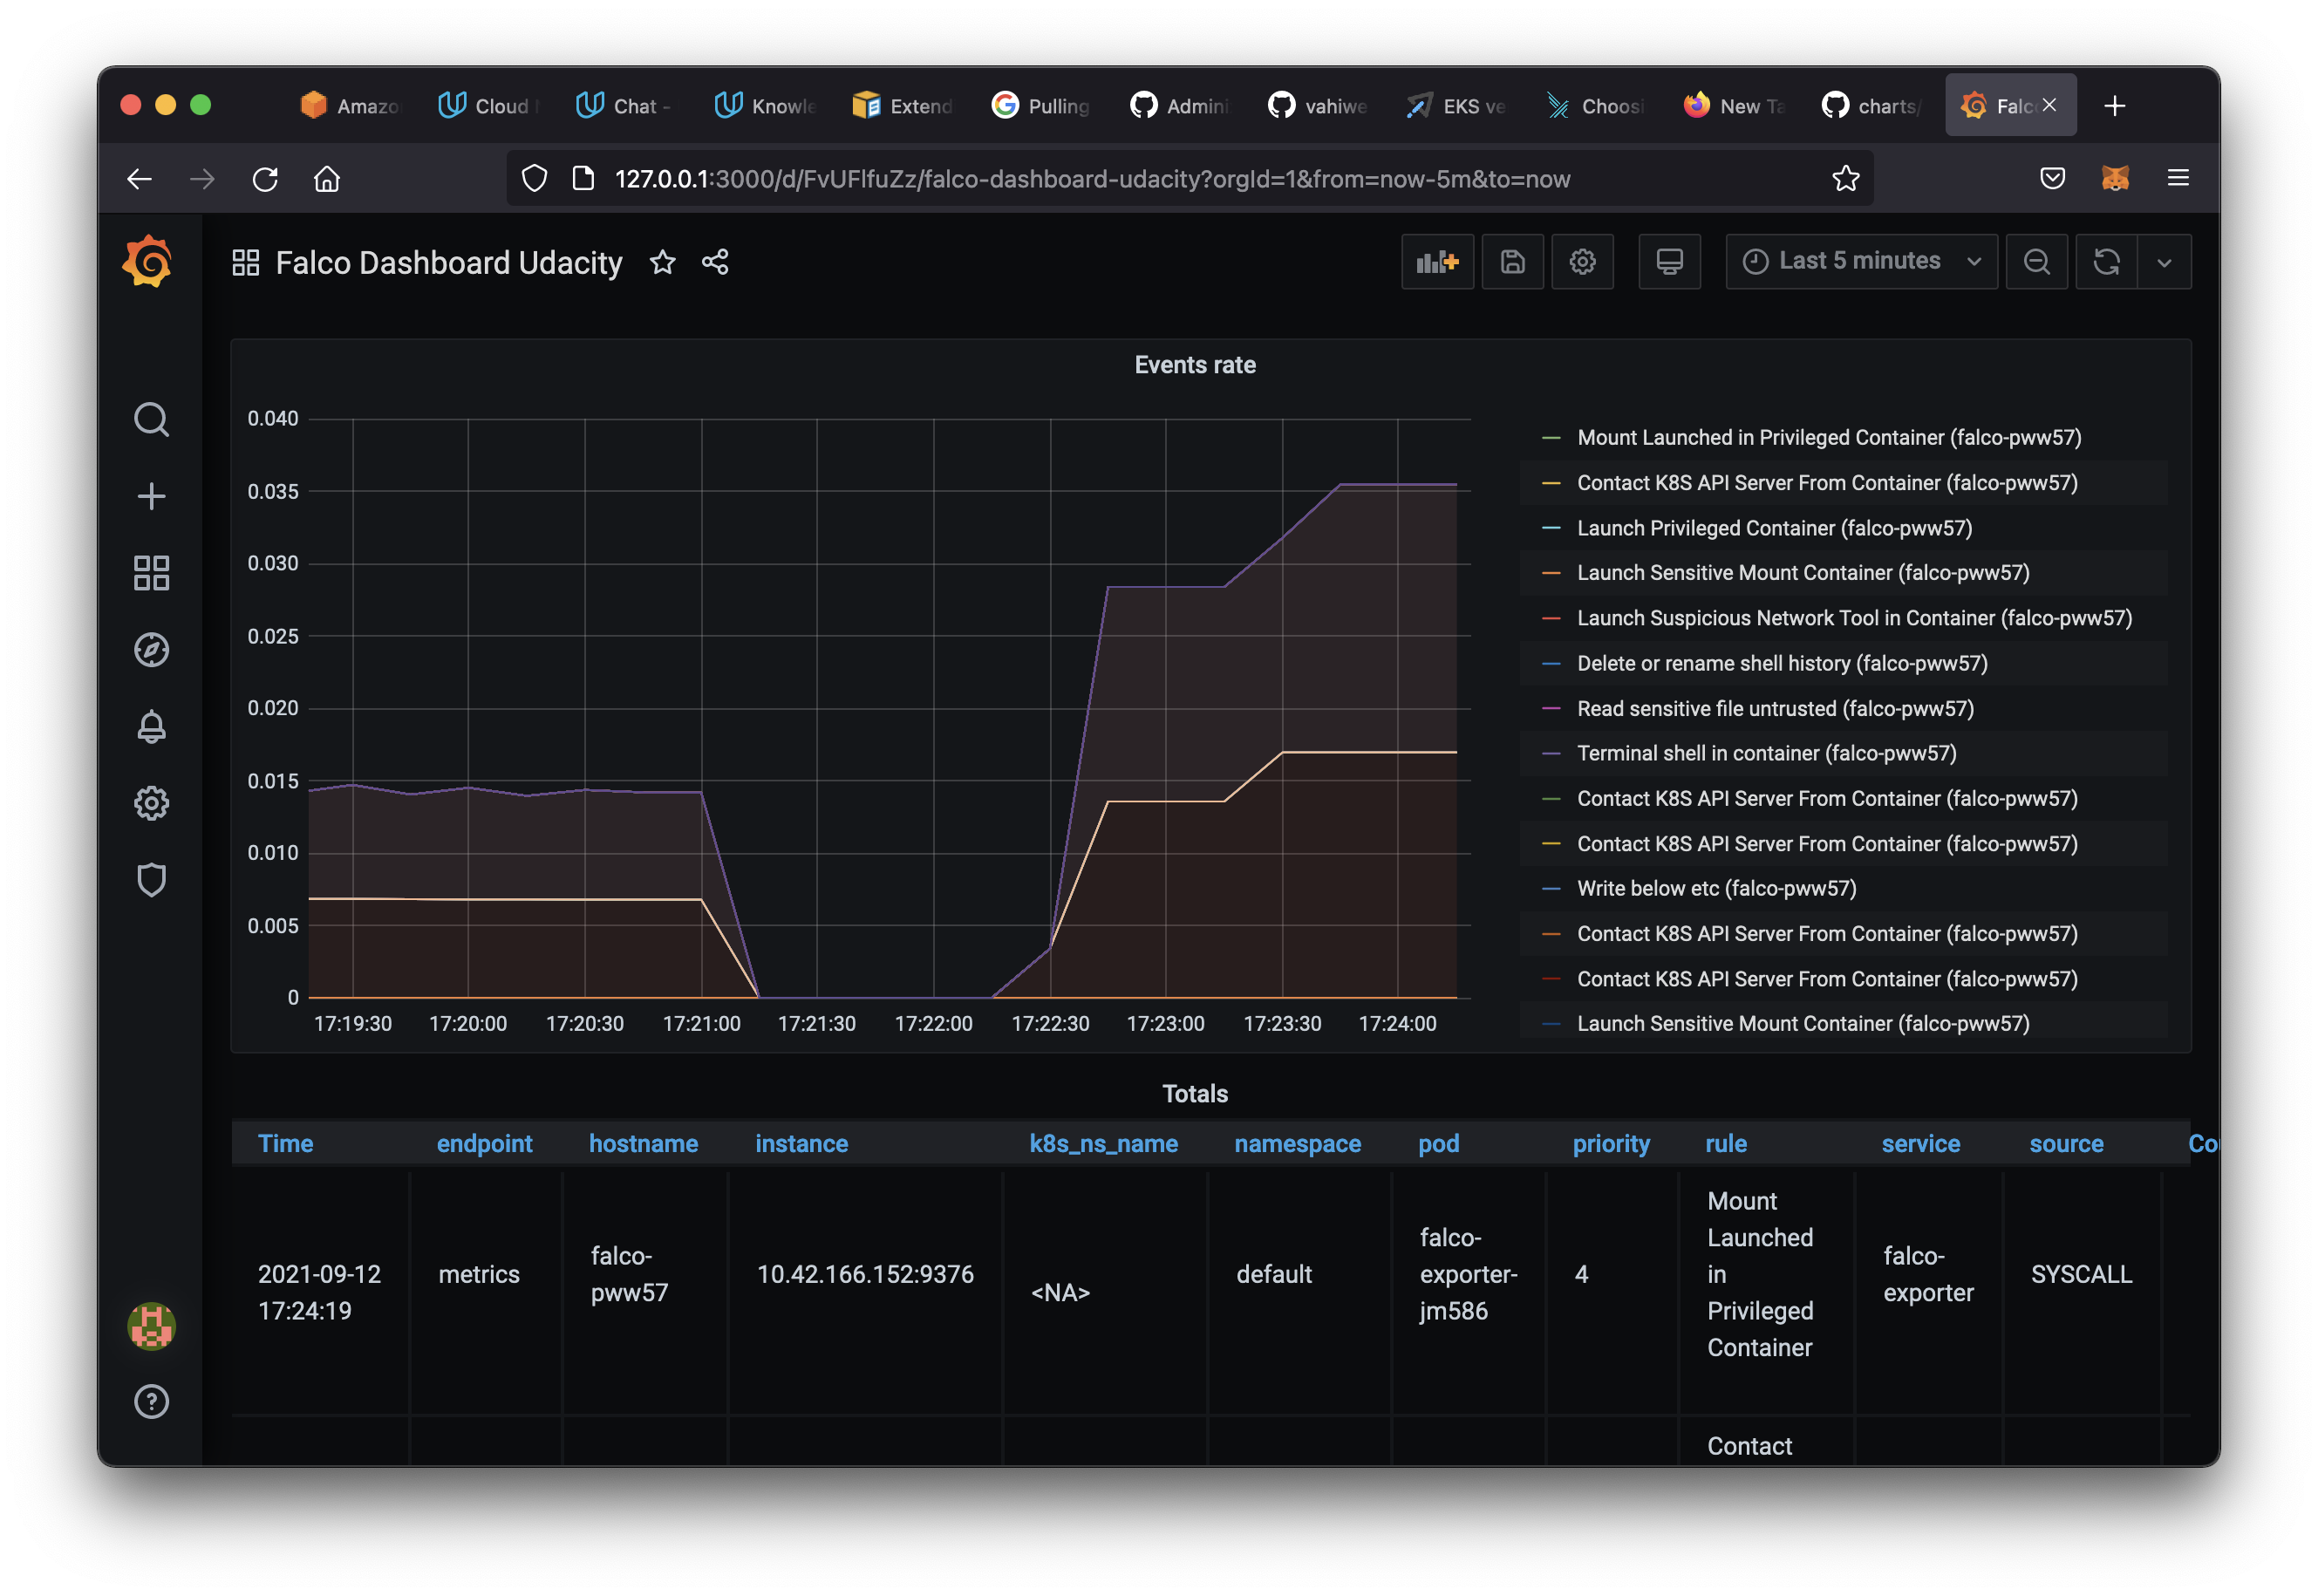 Amazo
Cloud
Chat -
Knowle
Extend
Pulling
Admini
vahiwe
EKS ve
Choosi
New Ta
charts/
Falc
127.0.0.1:3000/d/FvUFlfuZz/falco-dashboard-udacity?orgId=1&from=now-5m&to=now
Falco Dashboard Udacity
Last 5 minutes
Events rate
0.040
0.035
0.030
0.025
0.020
0.015
0.010
0.005
0
17:19:30 17:20:00 17:20:30 17:21:00 17:21:30 17:22:00 17:22:30 17:23:00 17:23:30 17:24:00
Mount Launched in Privileged Container (falco-pww57)
Contact K8S API Server From Container (falco-pww57)
Launch Privileged Container (falco-pww57)
Launch Sensitive Mount Container (falco-pww57)
Launch Suspicious Network Tool in Container (falco-pww57)
Delete or rename shell history (falco-pww57)
Read sensitive file untrusted (falco-pww57)
Terminal shell in container (falco-pww57)
Contact K8S API Server From Container (falco-pww57)
Contact K8S API Server From Container (falco-pww57)
Write below etc (falco-pww57)
Contact K8S API Server From Container (falco-pww57)
Contact K8S API Server From Container (falco-pww57)
Launch Sensitive Mount Container (falco-pww57)
Totals
Time endpoint hostname instance k8s_ns_name namespace pod priority rule service source Co
2021-09-12
17:24:19
metrics
falco-
pww57
10.42.166.152:9376
<NA>
default
falco-
exporter-
jm586
4
Mount
Launched
in
Privileged
Container
falco-
exporter
SYSCALL
Contact